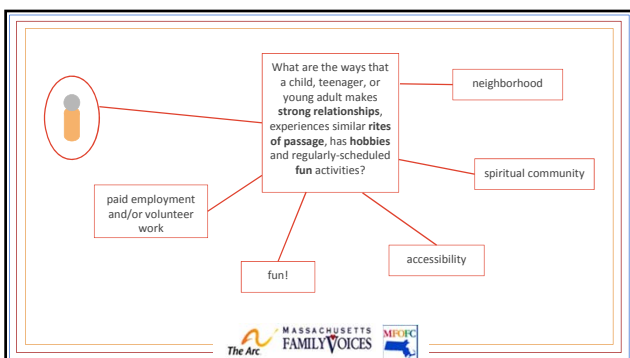 What are the ways that
a child, teenager, or
young adult makes
strong relationships,
experiences similar rites
of passage, has hobbies
and regularly-scheduled
fun activities?
neighborhood
spiritual community
paid employment
and/or volunteer
work
accessibility
fun!
The Arc
MASSACHUSETTS
FAMILY VOICES
MFOFC